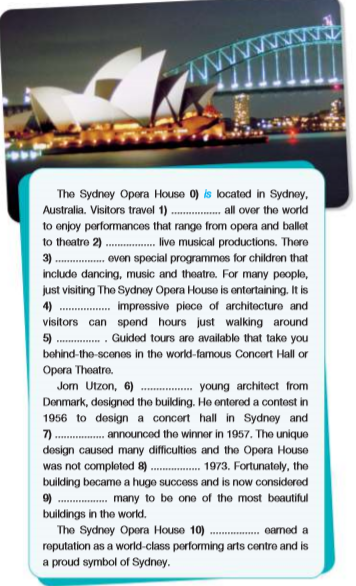 The Sydney Opera House 0) is located in Sydney,
Australia. Visitors travel 1) ................. all over the world
to enjoy performances that range from opera and ballet
to theatre 2) ................. live musical productions. There
3) ................. even special programmes for children that
include dancing, music and theatre. For many people,
just visiting The Sydney Opera House is entertaining. It is
4) ................. impressive piece of architecture and
visitors can spend hours just walking around
5) ................. . Guided tours are available that take you
behind-the-scenes in the world-famous Concert Hall or
Opera Theatre.
Jorn Utzon, 6) ................. young architect from
Denmark, designed the building. He entered a contest in
1956 to design a concert hall in Sydney and
7) ................. announced the winner in 1957. The unique
design caused many difficulties and the Opera House
was not completed 8) ................. 1973. Fortunately, the
building became a huge success and is now considered
9) ................. many to be one of the most beautiful
buildings in the world.
The Sydney Opera House 10) ................. earned a
reputation as a world-class performing arts centre and is
a proud symbol of Sydney.